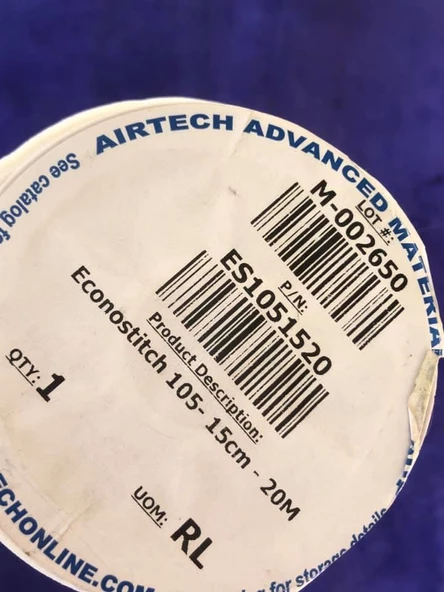 AIRTECH ADVANCED MATERIA
See catalog fo
LOT #:
M-002650
P/N:
ES1051520
Product Description:
Econostitch 105- 15cm - 20M
QTY: 1
UOM: RL
ECHONLINE.COM
for storage details